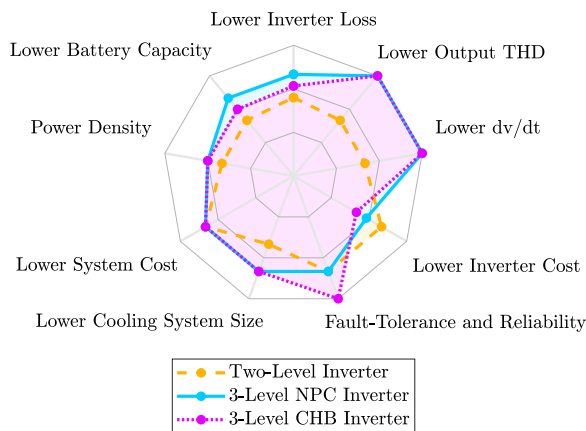 Lower Inverter Loss
Lower Battery Capacity
Lower Output THD
Power Density
Lower dv/dt
Lower System Cost
Lower Inverter Cost
Lower Cooling System Size
Fault-Tolerance and Reliability
Two-Level Inverter
3-Level NPC Inverter
3-Level CHB Inverter